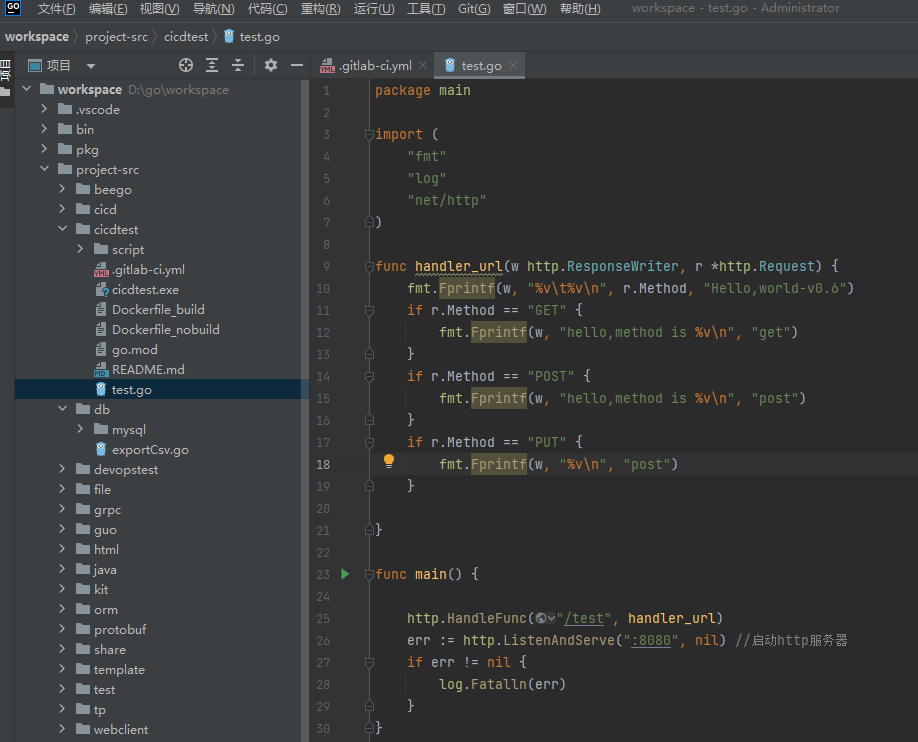 GO 文件(F) 编辑(E) 视图(V) 导航(N) 代码(C) 重构(R) 运行(U) 工具(T) Git(G) 窗口(W) 帮助(H) workspace - test.go - Administrator
workspace project-src cicdtest test.go
项目
项目
.gitlab-ci.yml test.go
workspace D:\go\workspace
.vscode
bin
pkg
project-src
beego
cicd
cicdtest
script
.gitlab-ci.yml
cicdtest.exe
Dockerfile_build
Dockerfile_nobuild
go.mod
README.md
test.go
db
mysql
exportCsv.go
devopstest
file
grpc
guo
html
java
kit
orm
protobuf
share
template
test
tp
webclient
1 package main
2
3 import (
4 "fmt"
5 "log"
6 "net/http"
7 )
8
9 func handler_url(w http.ResponseWriter, r *http.Request) {
10 fmt.Fprintf(w, "%v\t%v\n", r.Method, "Hello,world-v0.6")
11 if r.Method == "GET" {
12 fmt.Fprintf(w, "hello,method is %v\n", "get")
13 }
14 if r.Method == "POST" {
15 fmt.Fprintf(w, "hello,method is %v\n", "post")
16 }
17 if r.Method == "PUT" {
18 fmt.Fprintf(w, "%v\n", "post")
19 }
20
21 }
22
23 func main() {
24
25 http.HandleFunc("/test", handler_url)
26 err := http.ListenAndServe(":8080", nil) //启动http服务器
27 if err != nil {
28 log.Fatalln(err)
29 }
30 }